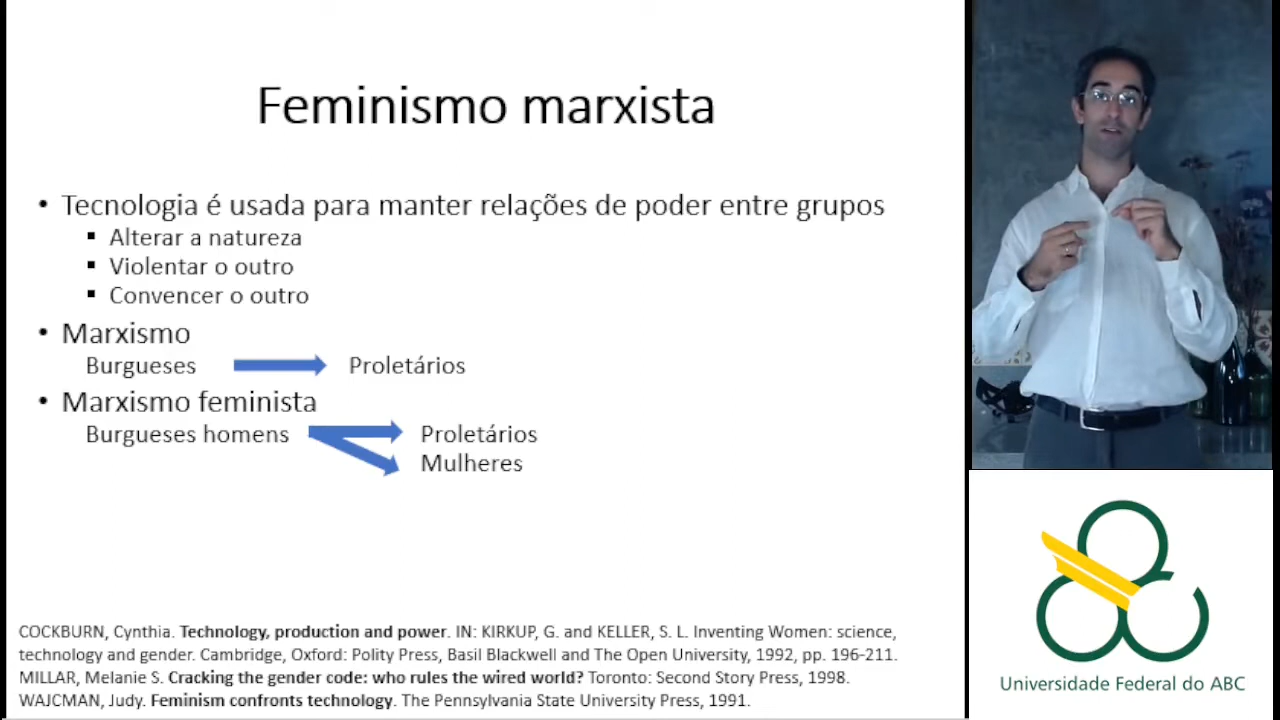 Feminismo marxista
• Tecnologia é usada para manter relações de poder entre grupos
▪ Alterar a natureza
▪ Violentar o outro
▪ Convencer o outro
• Marxismo
Burgueses Proletários
• Marxismo feminista
Burgueses homens Proletários
Mulheres
COCKBURN, Cynthia. Technology, production and power. IN: KIRKUP, G. and KELLER, S. L. Inventing Women: science,
technology and gender. Cambridge, Oxford: Polity Press, Basil Blackwell and The Open University, 1992, pp. 196-211.
MILLAR, Melanie S. Cracking the gender code: who rules the wired world? Toronto: Second Story Press, 1998.
WAJCMAN, Judy. Feminism confronts technology. The Pennsylvania State University Press, 1991.
Universidade Federal do ABC